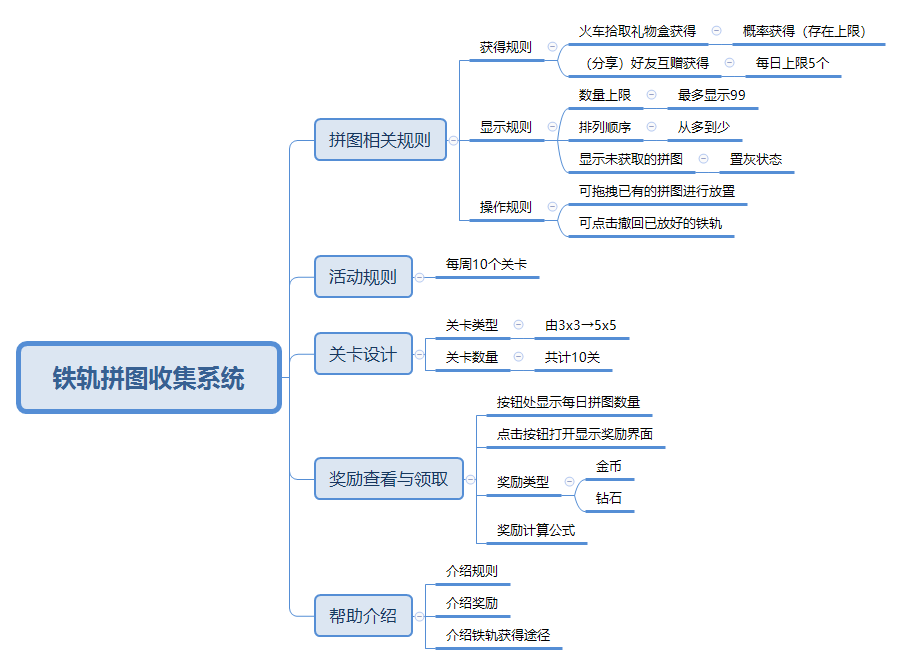 铁轨拼图收集系统
拼图相关规则
获得规则
火车拾取礼物盒获得
概率获得（存在上限）
（分享）好友互赠获得
每日上限5个
显示规则
数量上限
最多显示99
排列顺序
从多到少
显示未获取的拼图
置灰状态
操作规则
可拖拽已有的拼图进行放置
可点击撤回已放好的铁轨
活动规则
每周10个关卡
关卡设计
关卡类型
由3x3→5x5
关卡数量
共计10关
奖励查看与领取
按钮处显示每日拼图数量
点击按钮打开显示奖励界面
奖励类型
金币
钻石
奖励计算公式
帮助介绍
介绍规则
介绍奖励
介绍铁轨获得途径